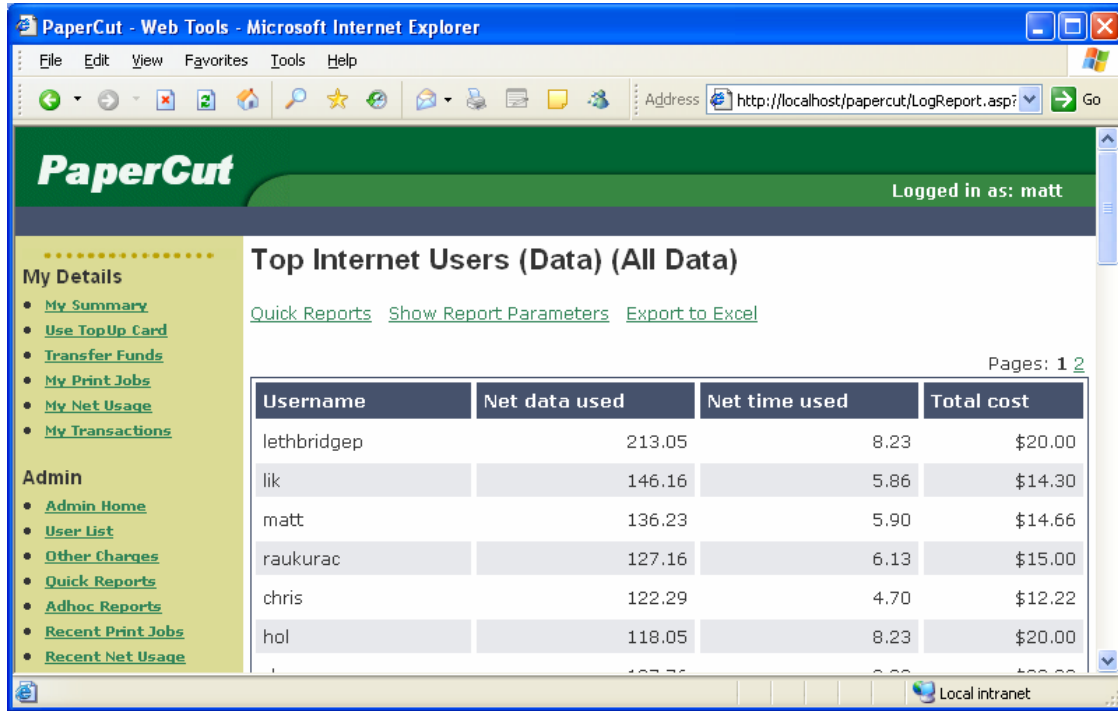 PaperCut - Web Tools - Microsoft Internet Explorer
File Edit View Favorites Tools Help
Address http://localhost/papercut/LogReport.asp? Go
PaperCut
Logged in as: matt
My Details
My Summary
Use TopUp Card
Transfer Funds
My Print Jobs
My Net Usage
My Transactions
Admin
Admin Home
User List
Other Charges
Quick Reports
Adhoc Reports
Recent Print Jobs
Recent Net Usage
Top Internet Users (Data) (All Data)
Quick Reports Show Report Parameters Export to Excel
Pages: 1 2
Username Net data used Net time used Total cost
lethbridgep 213.05 8.23 $20.00
lik 146.16 5.86 $14.30
matt 136.23 5.90 $14.66
raukurac 127.16 6.13 $15.00
chris 122.29 4.70 $12.22
hol 118.05 8.23 $20.00
Local intranet